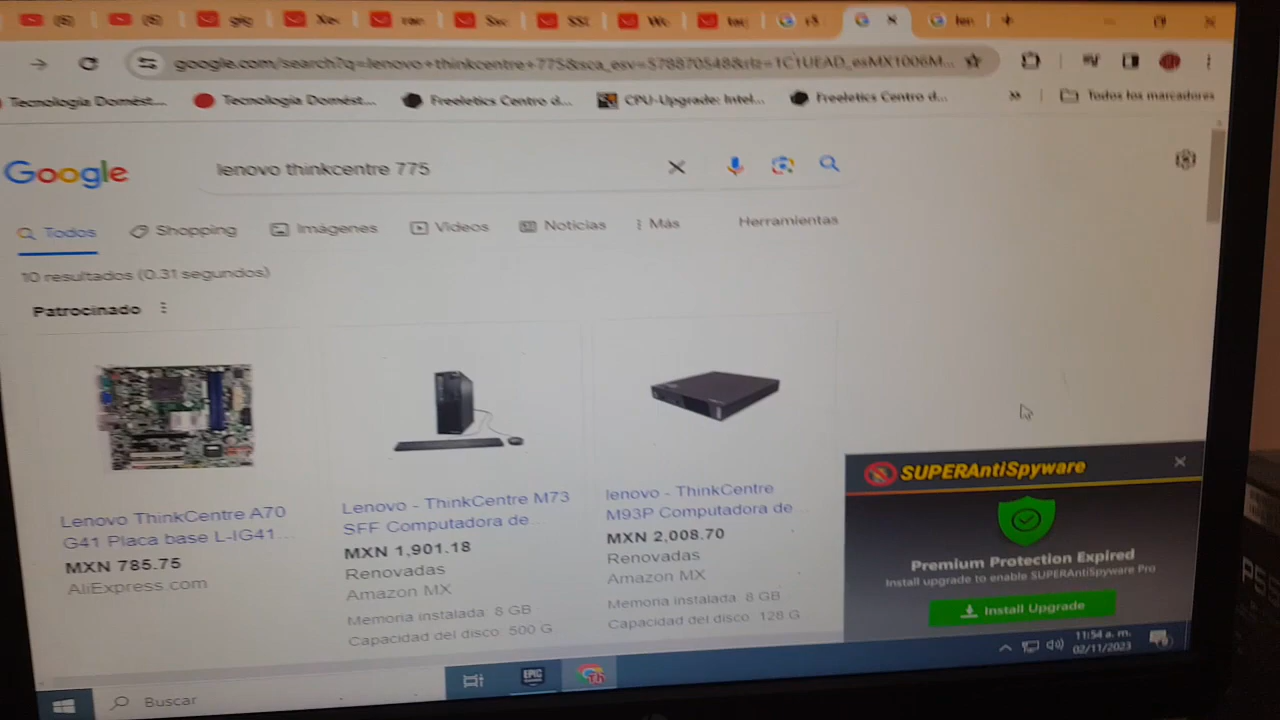 google.com/search?q=lenovo+thinkcentre+775&sca_esv=578870548&rlz=1C1UEAD_esMX1006M...
Tecnología Domést... Tecnología Domést... Freeletics Centro d... CPU-Upgrade: Intel... Freeletics Centro d... » Todos los marcadores
Google lenovo thinkcentre 775
Todos Shopping Imágenes Videos Noticias Más Herramientas
10 resultados (0.31 segundos)
Patrocinado
Lenovo ThinkCentre A70
G41 Placa base L-IG41...
MXN 785.75
AliExpress.com
Lenovo - ThinkCentre M73
SFF Computadora de...
MXN 1,901.18
Renovadas
Amazon MX
Memoria instalada: 8 GB
Capacidad del disco: 500 G
lenovo - ThinkCentre
M93P Computadora de...
MXN 2,008.70
Renovadas
Amazon MX
Memoria instalada: 8 GB
Capacidad del disco: 128 G
SUPERAntiSpyware
Premium Protection Expired
Install upgrade to enable SUPERAntiSpyware Pro
Install Upgrade
Buscar
EPIC
11:54 a. m.
02/11/2023